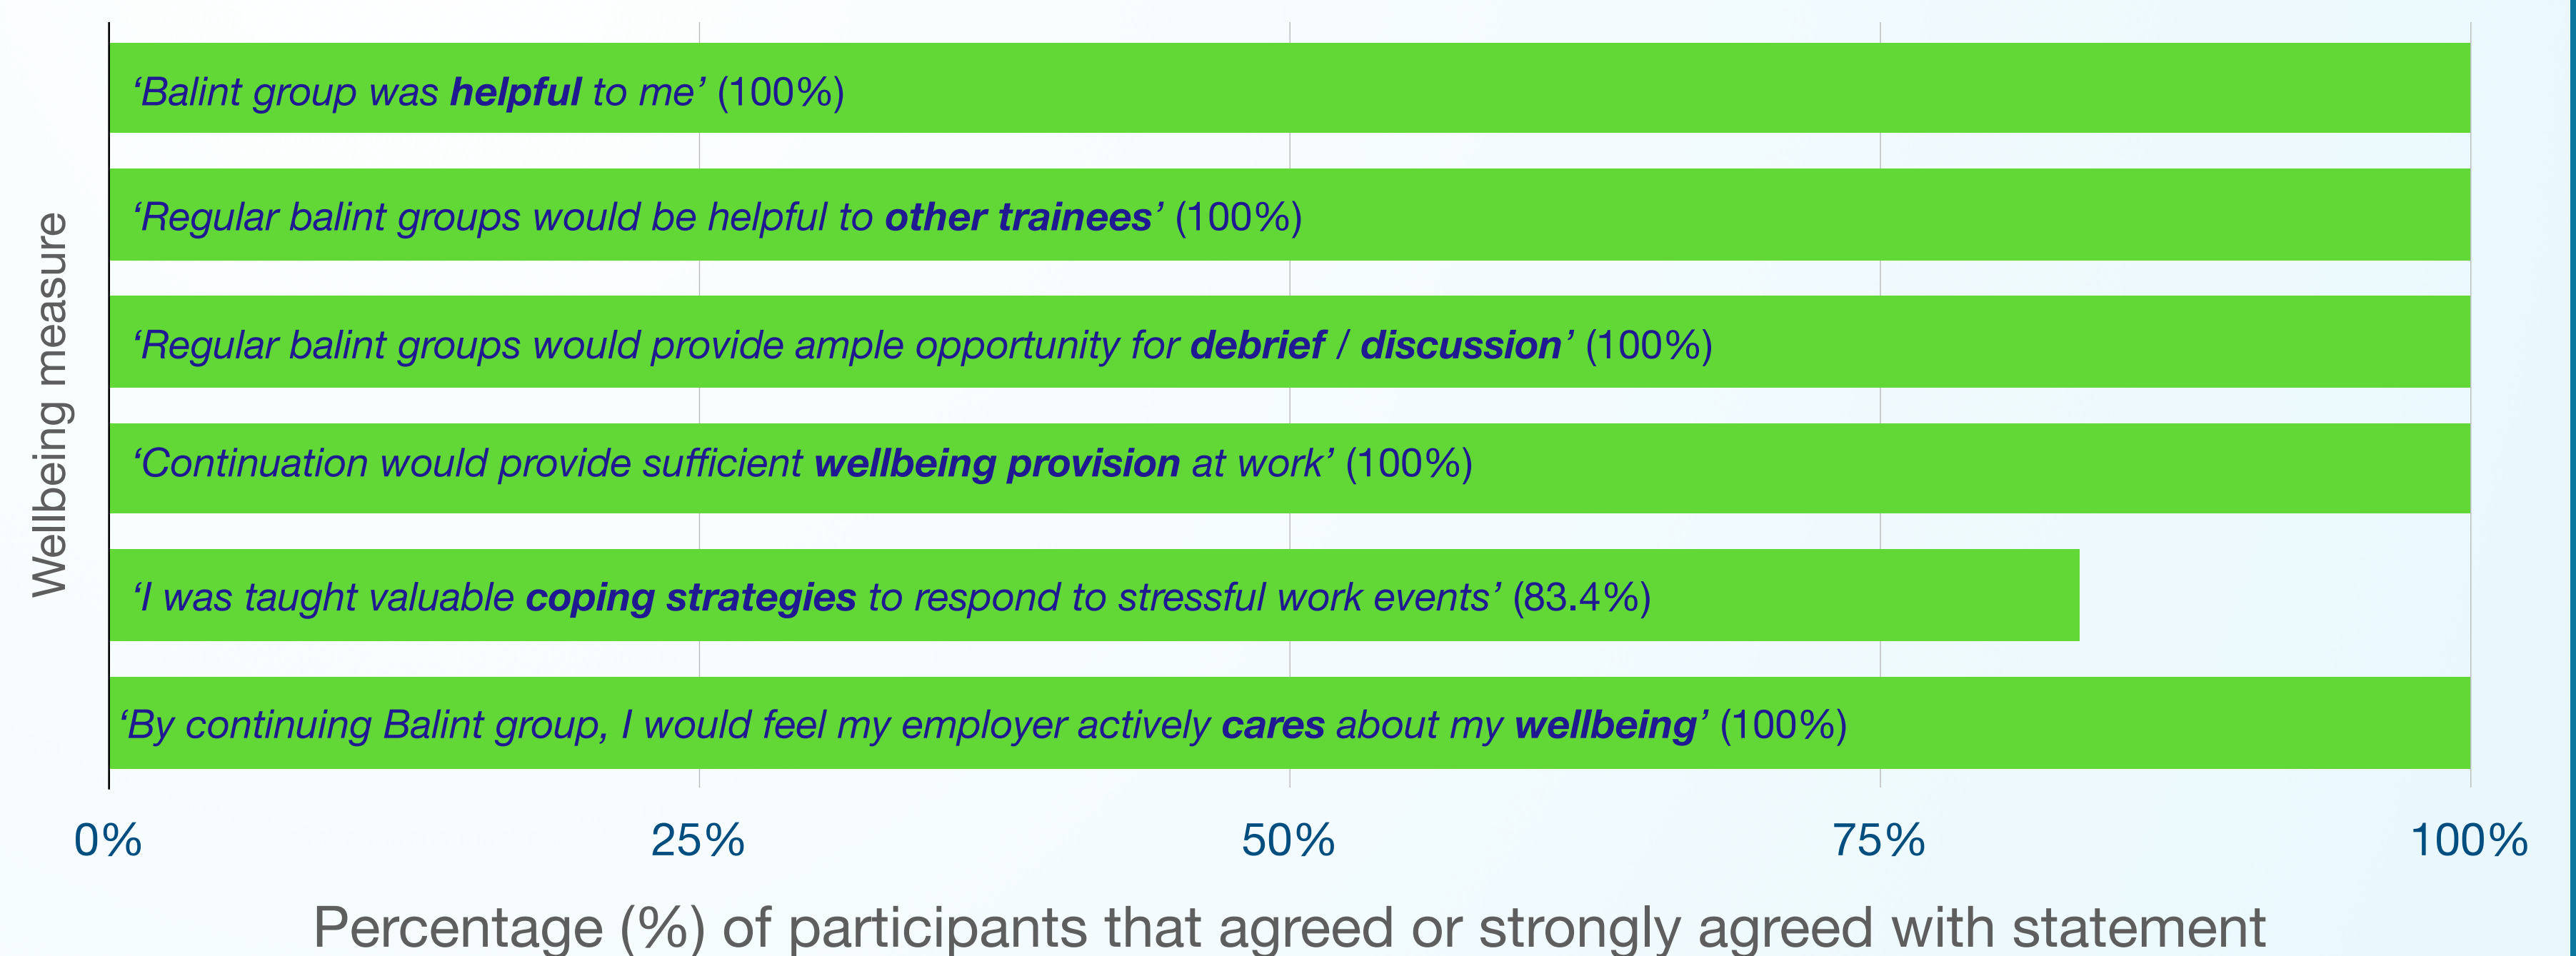 Wellbeing measure
‘Balint group was helpful to me’ (100%)
‘Regular balint groups would be helpful to other trainees’ (100%)
‘Regular balint groups would provide ample opportunity for debrief / discussion’ (100%)
‘Continuation would provide sufficient wellbeing provision at work’ (100%)
‘I was taught valuable coping strategies to respond to stressful work events’ (83.4%)
‘By continuing Balint group, I would feel my employer actively cares about my wellbeing’ (100%)
0% 25% 50% 75% 100%
Percentage (%) of participants that agreed or strongly agreed with statement